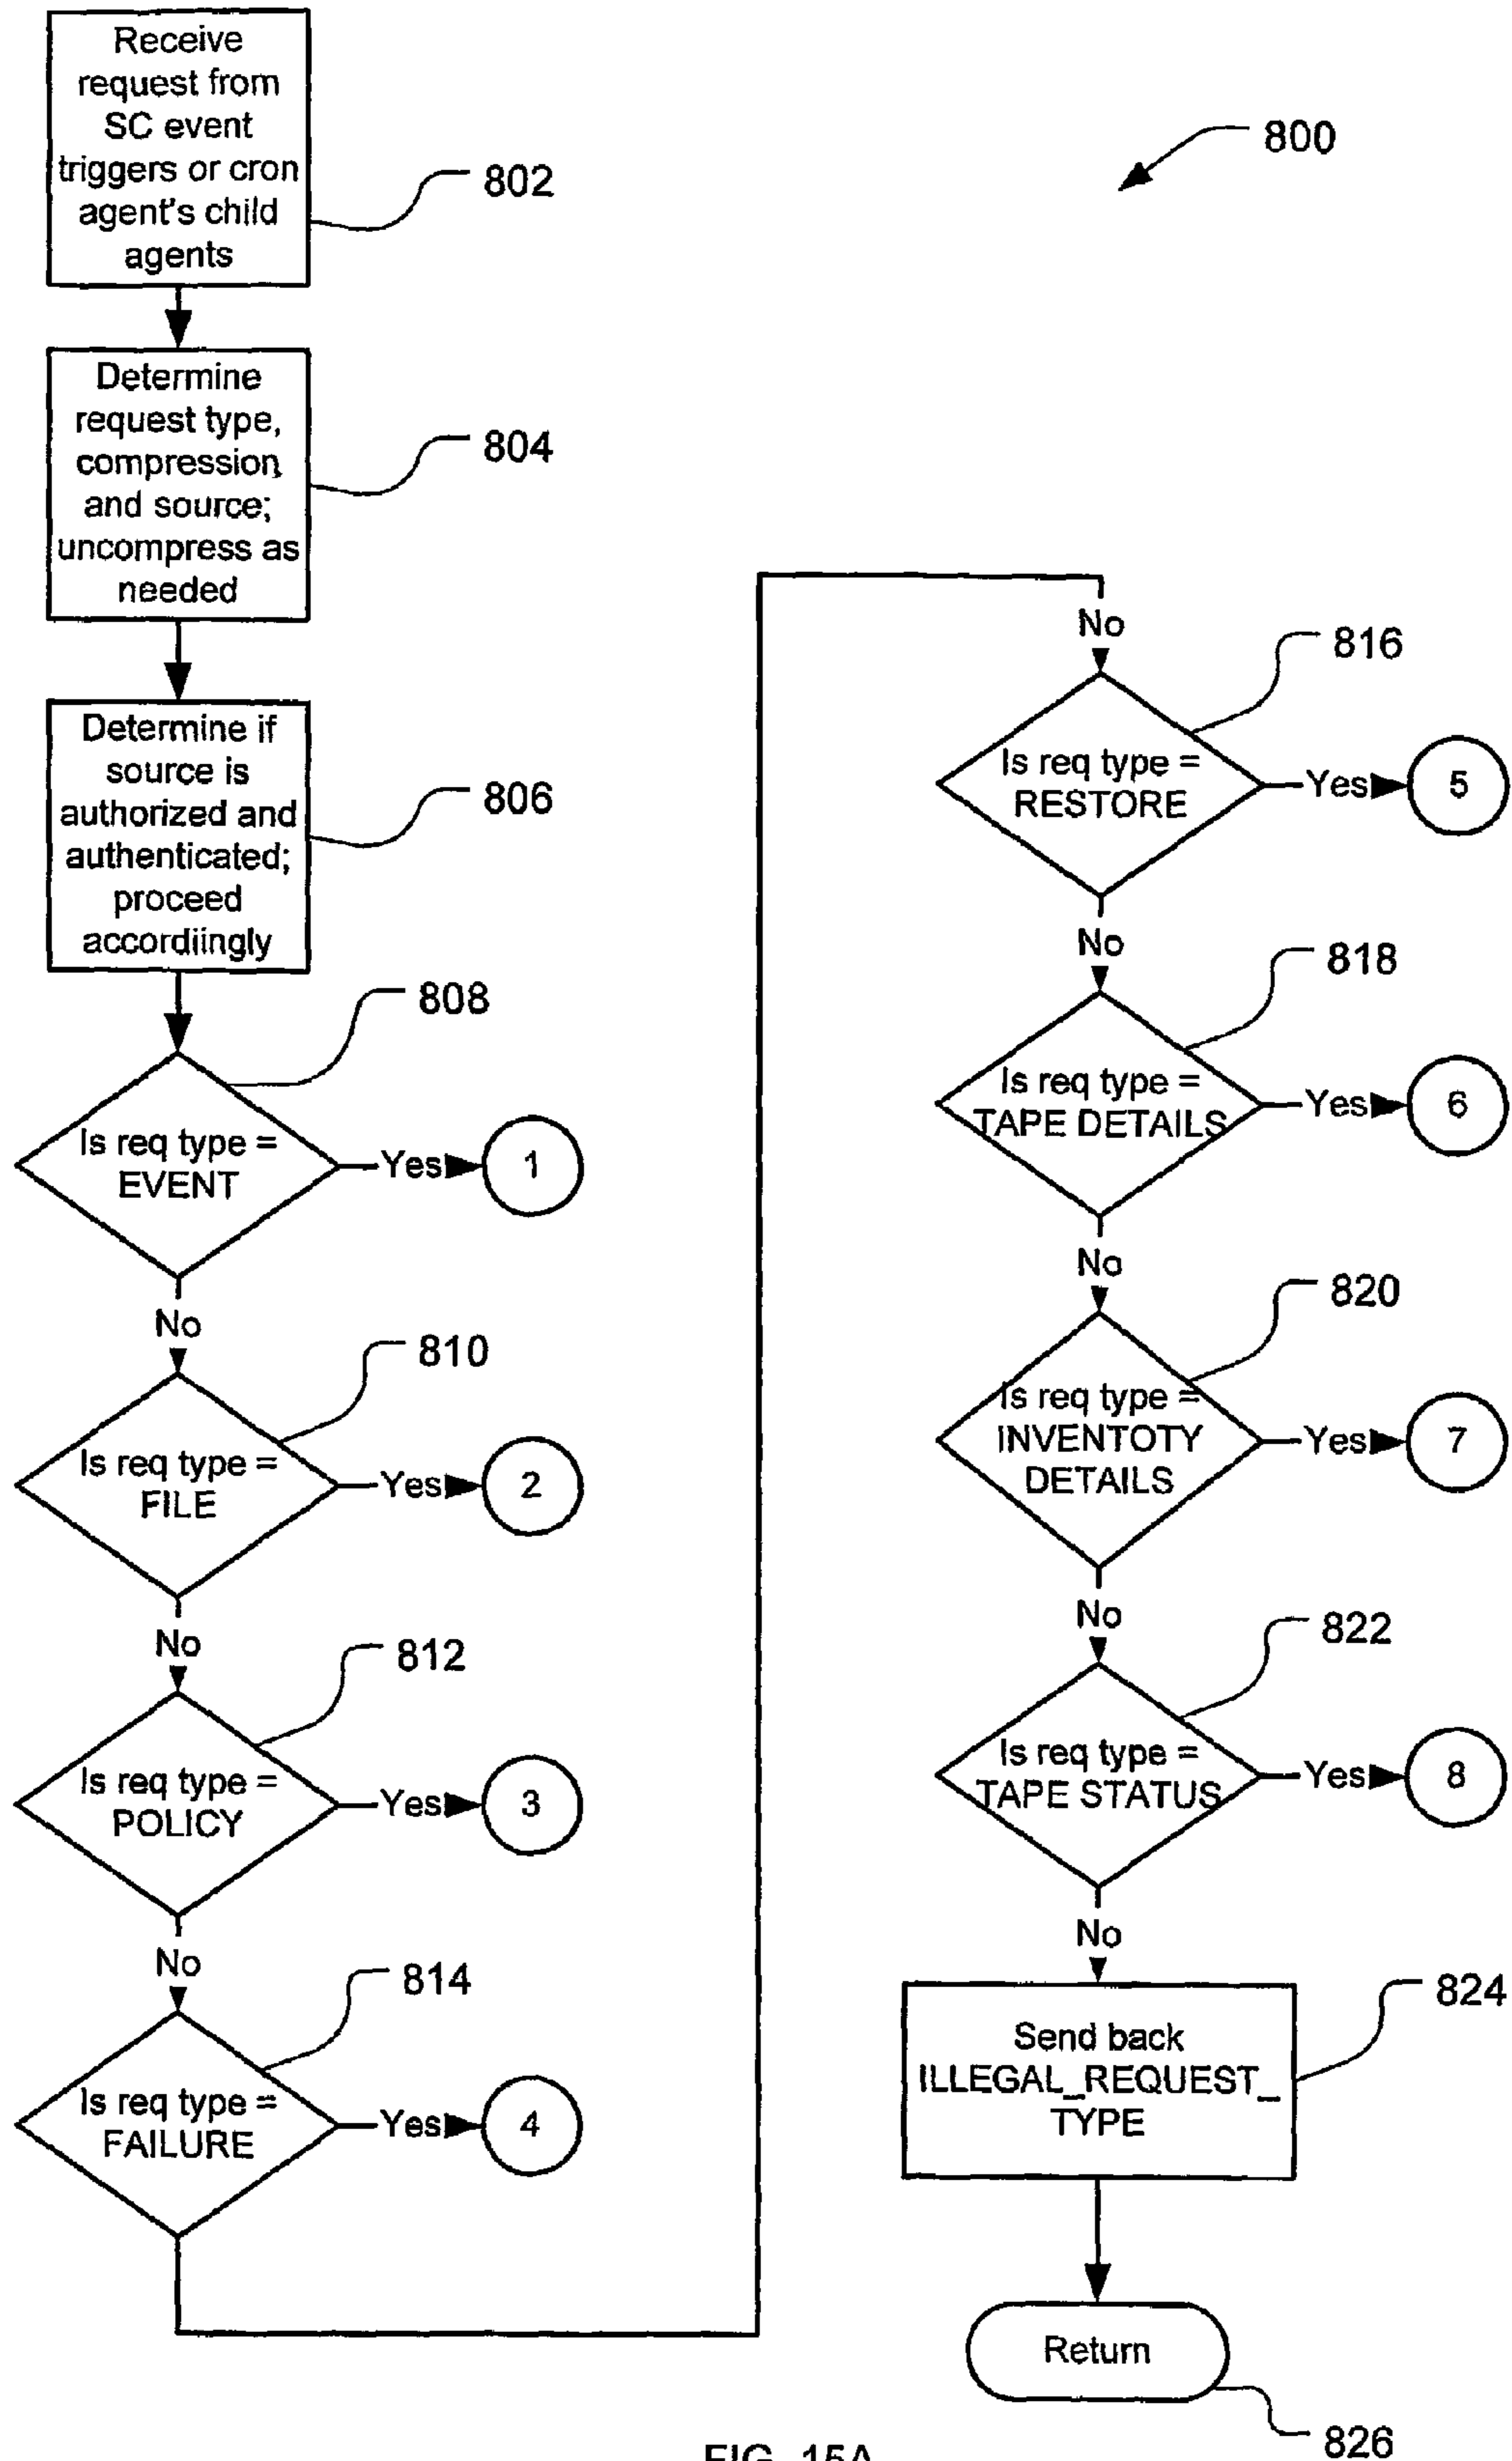 Receive
request from
SC event
triggers or cron
agent's child
agents
802
800
Determine
request type,
compression
and source;
uncompress as
needed
804
Determine if
source is
authorized and
authenticated;
proceed
accordiingly
806
808
Is req type =
EVENT
Yes
1
No
810
Is req type =
FILE
Yes
2
No
812
Is req type =
POLICY
Yes
3
No
814
Is req type =
FAILURE
Yes
4
No
816
Is req type =
RESTORE
Yes
5
No
818
Is req type =
TAPE DETAILS
Yes
6
No
820
Is req type =
INVENTOTY
DETAILS
Yes
7
No
822
Is req type =
TAPE STATUS
Yes
8
No
824
Send back
ILLEGAL_REQUEST_
TYPE
Return
826
FIG. 15A